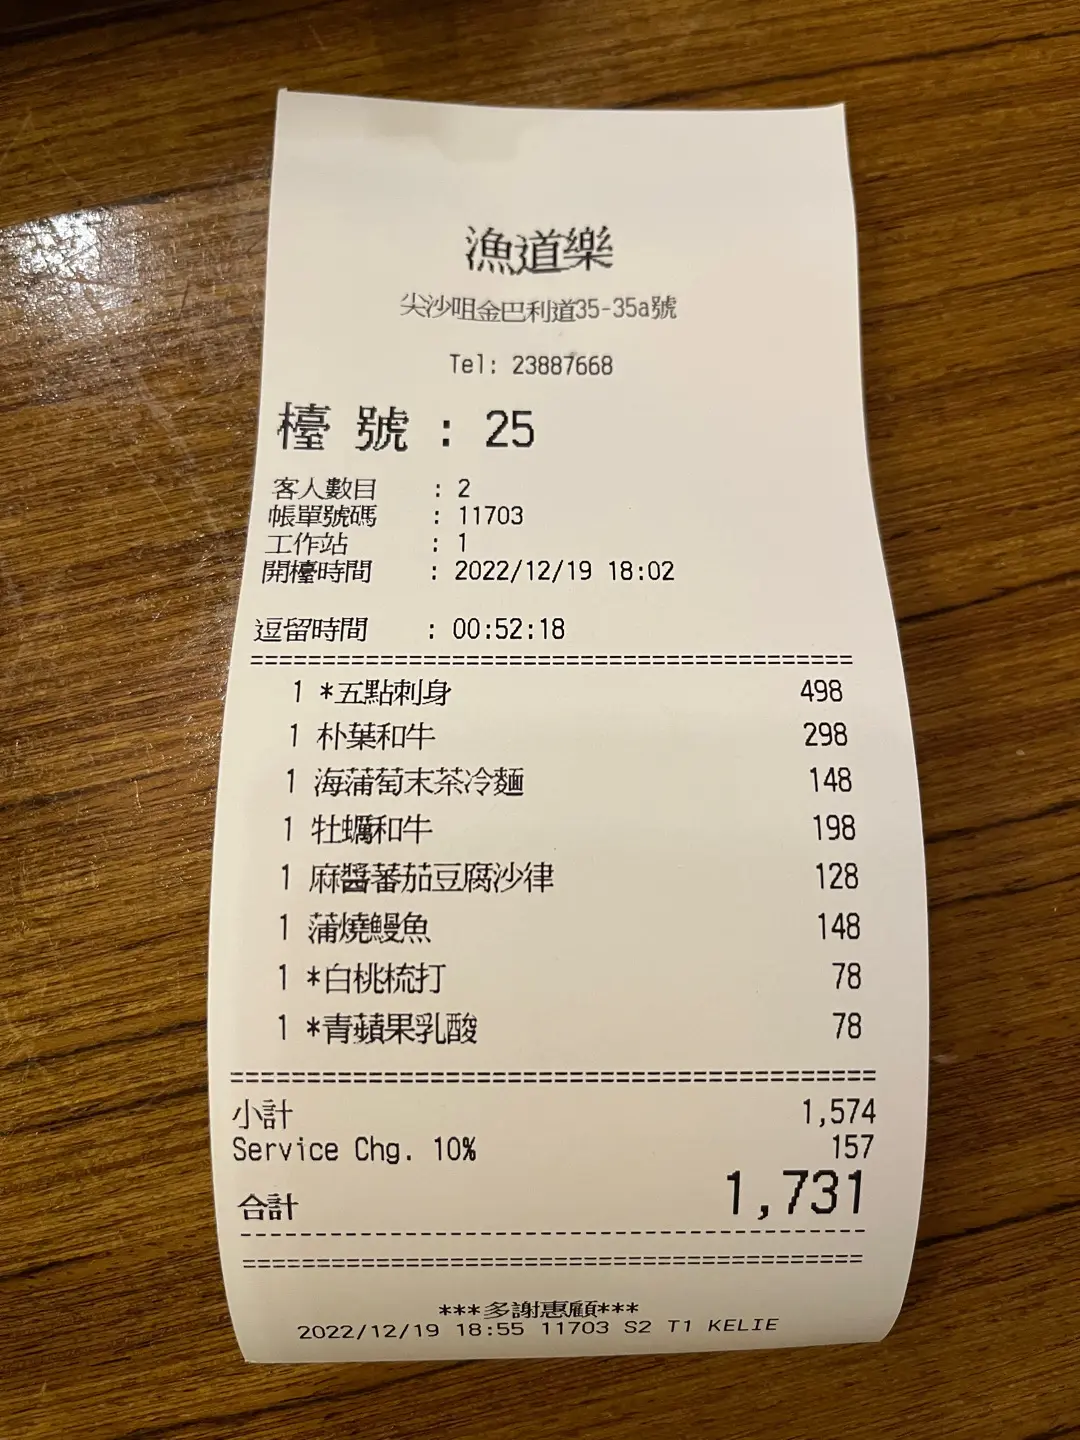 漁道樂
尖沙咀金巴利道35-35a號
Tel: 23887668
檯 號 : 25
客人數目 : 2
帳單號碼 : 11703
工作站 : 1
開檯時間 : 2022/12/19 18:02
逗留時間 : 00:52:18
==========================================
1 *五點刺身 498
1 朴葉和牛 298
1 海蒲萄末茶冷麵 148
1 牡蠣和牛 198
1 麻醬蕃茄豆腐沙律 128
1 蒲燒鰻魚 148
1 *白桃梳打 78
1 *青蘋果乳酸 78
==========================================
小計 1,574
Service Chg. 10% 157
合計 1,731
------------------------------------------
==========================================
***多謝惠顧***
2022/12/19 18:55 11703 S2 T1 KELIE